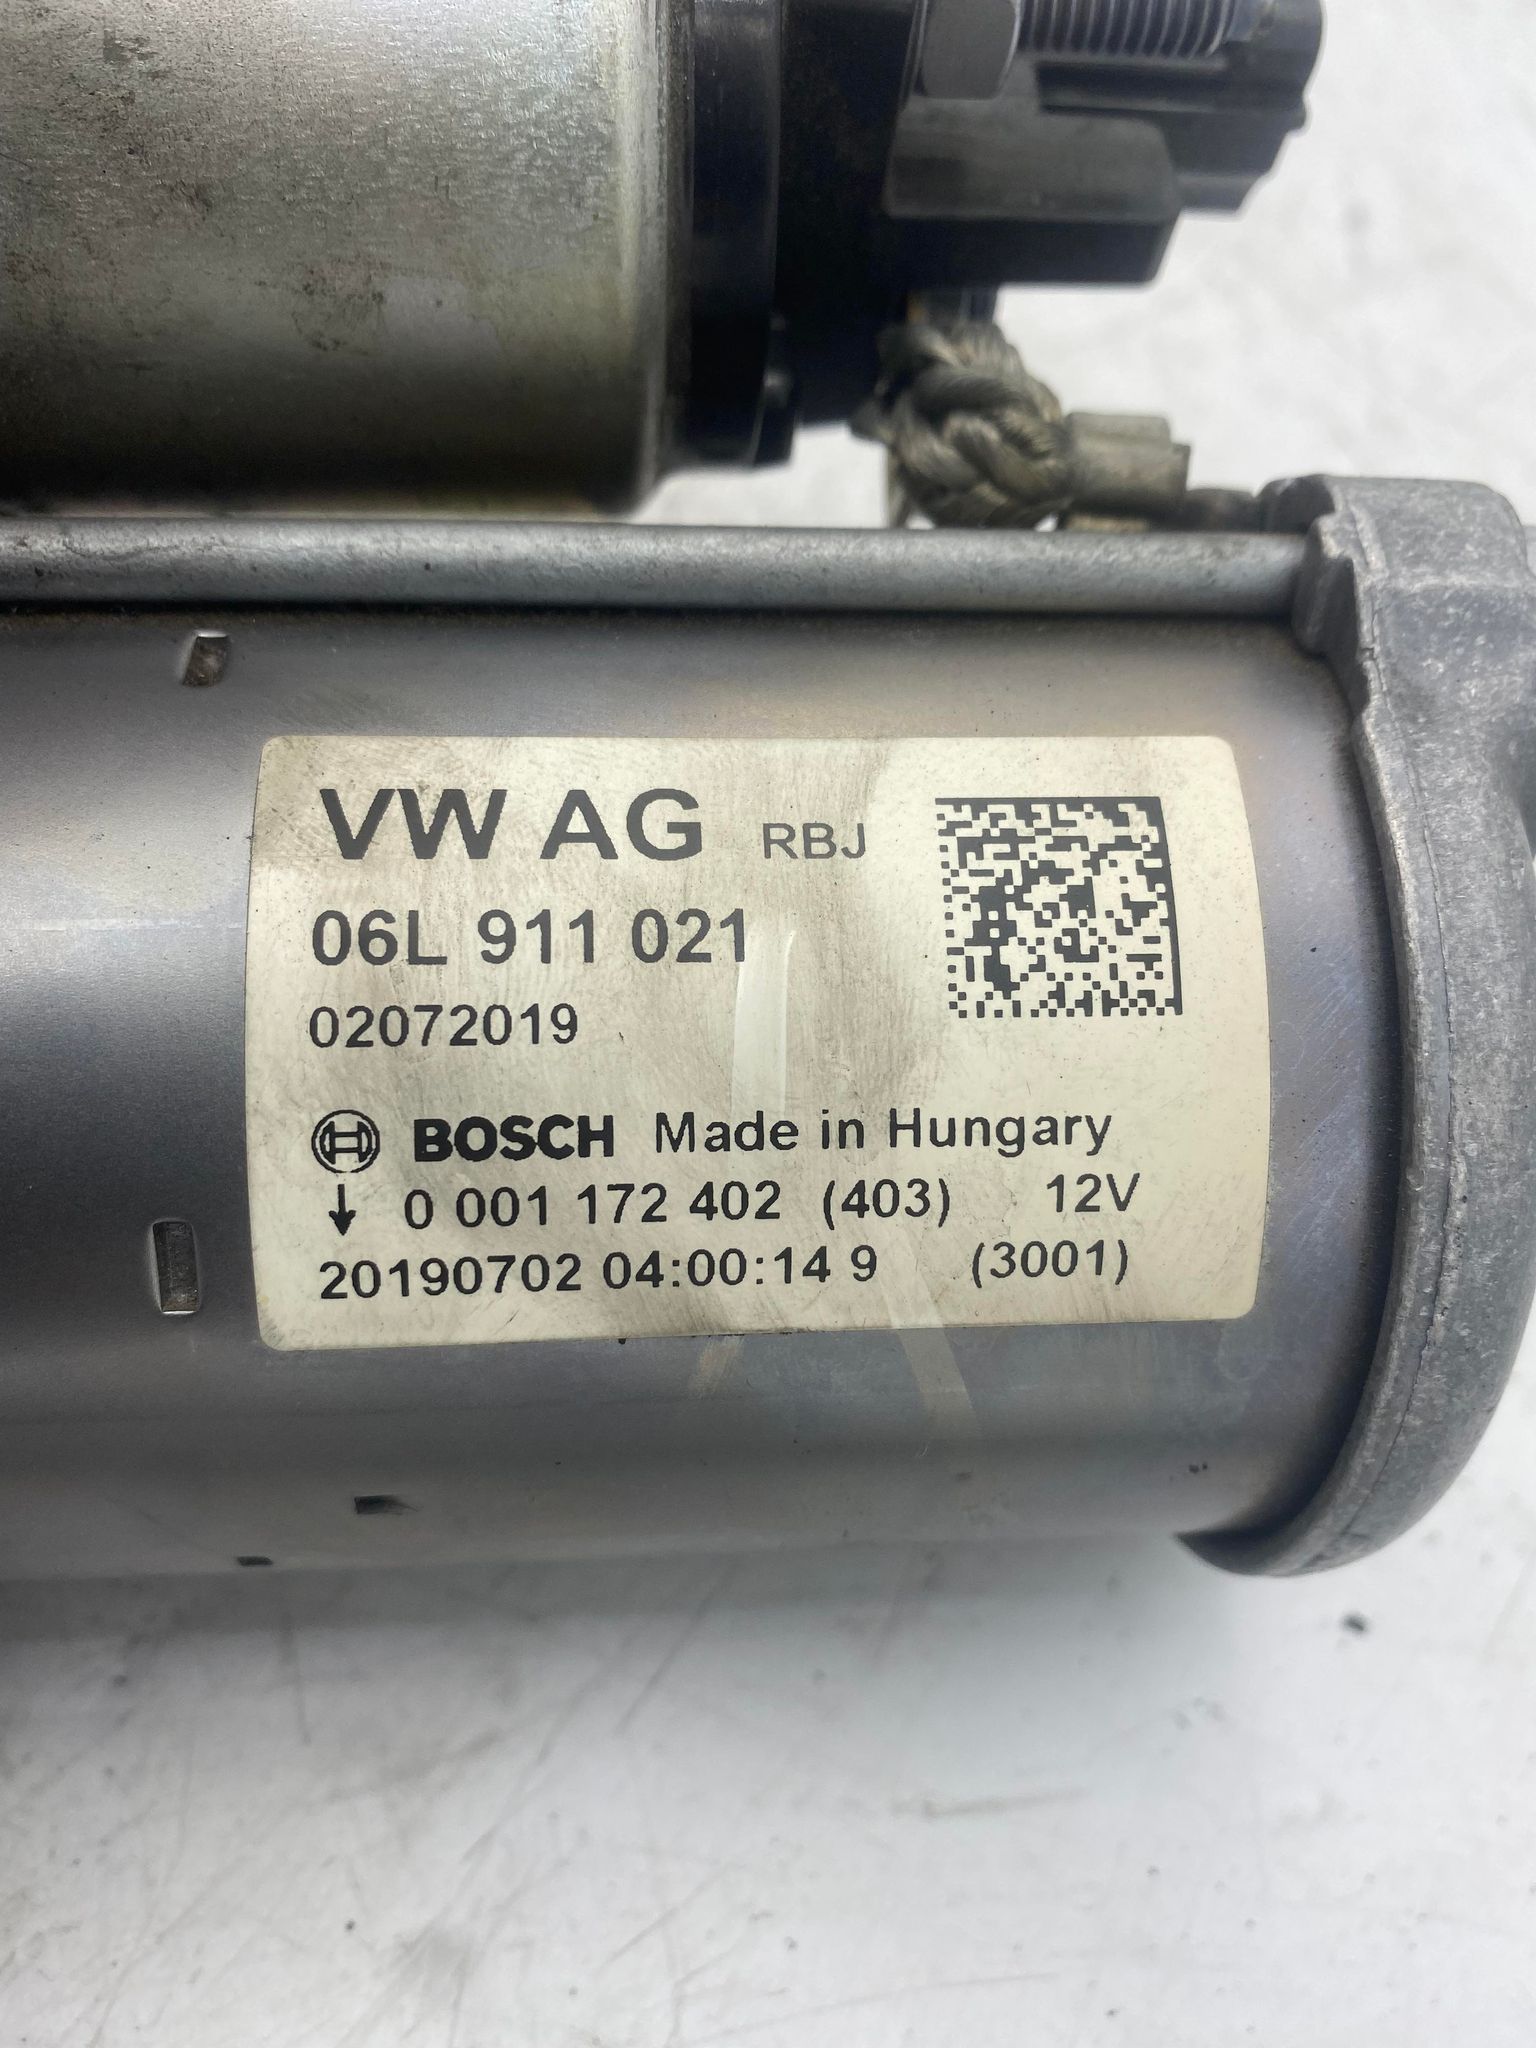 VW AG RBJ
06L 911 021
02072019
BOSCH Made in Hungary
↓ 0 001 172 402 (403) 12V
20190702 04:00:14 9 (3001)